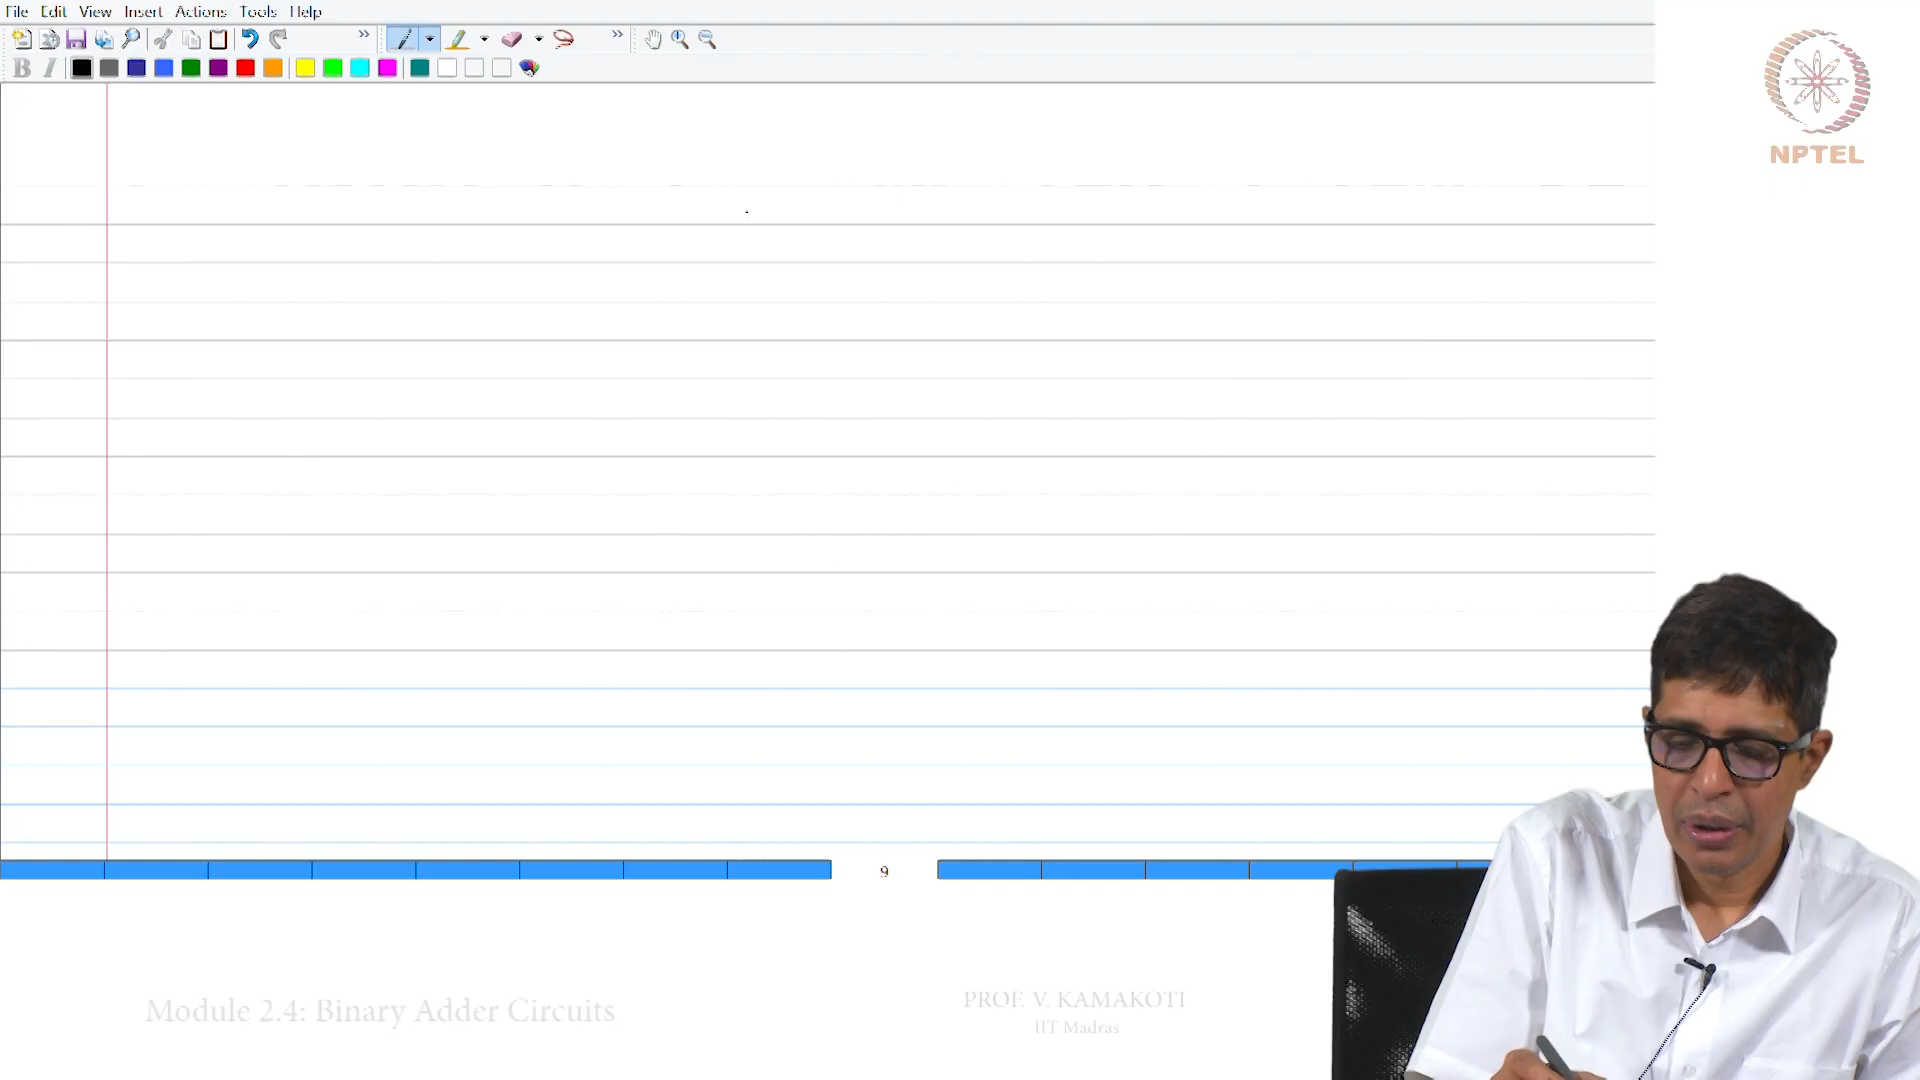 File Edit View Insert Actions Tools Help
B I
NPTEL
9
Module 2.4: Binary Adder Circuits
PROF. V. KAMAKOTI
IIT Madras